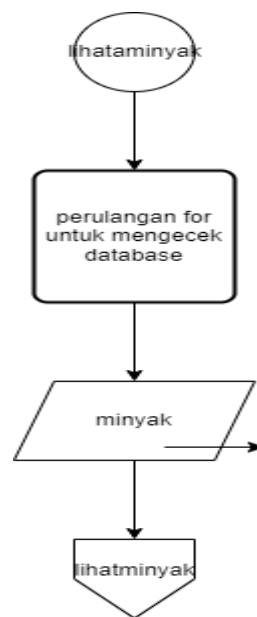 lihataminyak
perulangan for
untuk mengecek
database
minyak
lihatminyak